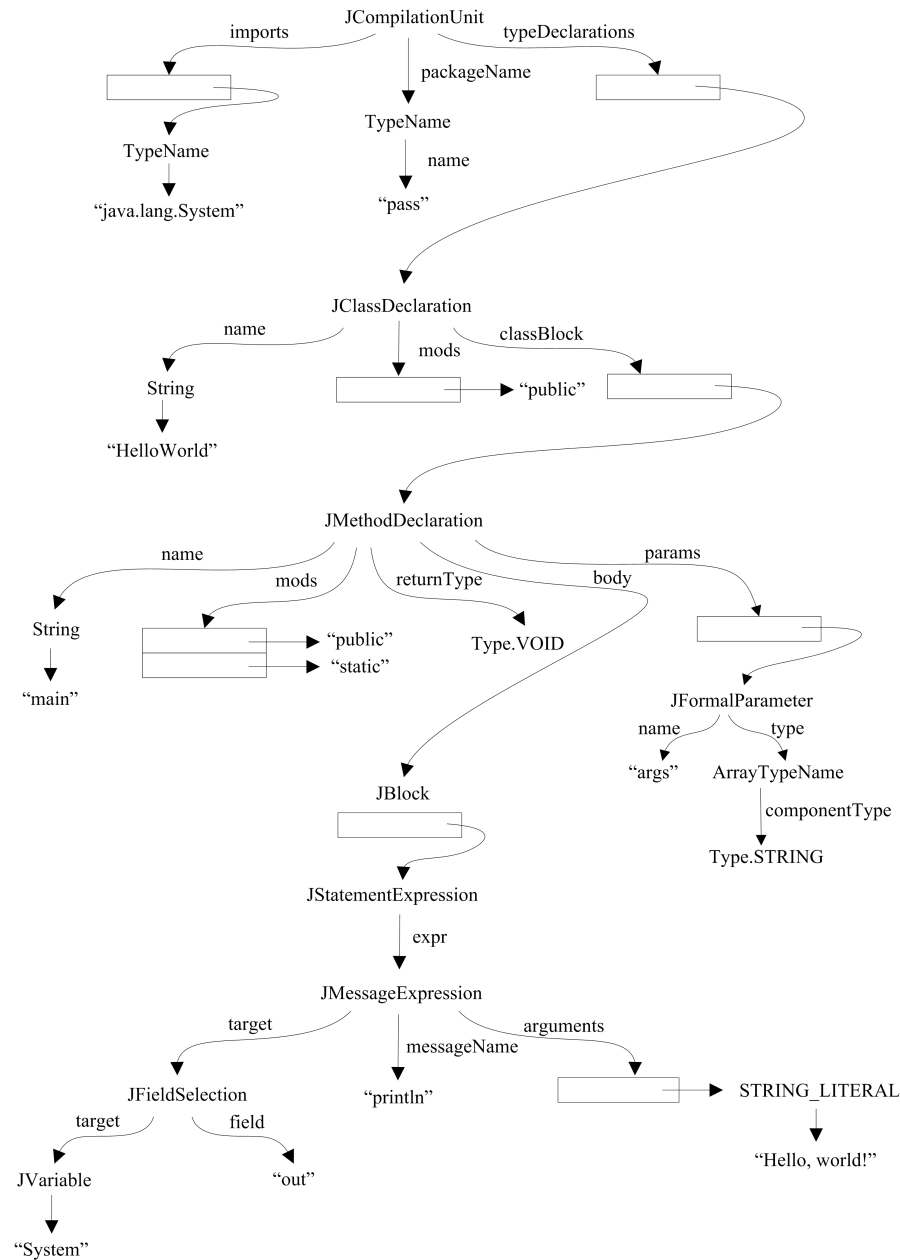 JCompilationUnit
imports
typeDeclarations
packageName
TypeName
TypeName
name
“java.lang.System”
“pass”
JClassDeclaration
name
classBlock
mods
String
“public”
“HelloWorld”
JMethodDeclaration
name
params
mods
returnType
body
String
“public”
Type.VOID
“static”
“main”
JFormalParameter
name
type
“args”
ArrayTypeName
JBlock
componentType
Type.STRING
JStatementExpression
expr
JMessageExpression
target
arguments
messageName
JFieldSelection
“println”
STRING_LITERAL
target
field
“Hello, world!”
JVariable
“out”
“System”